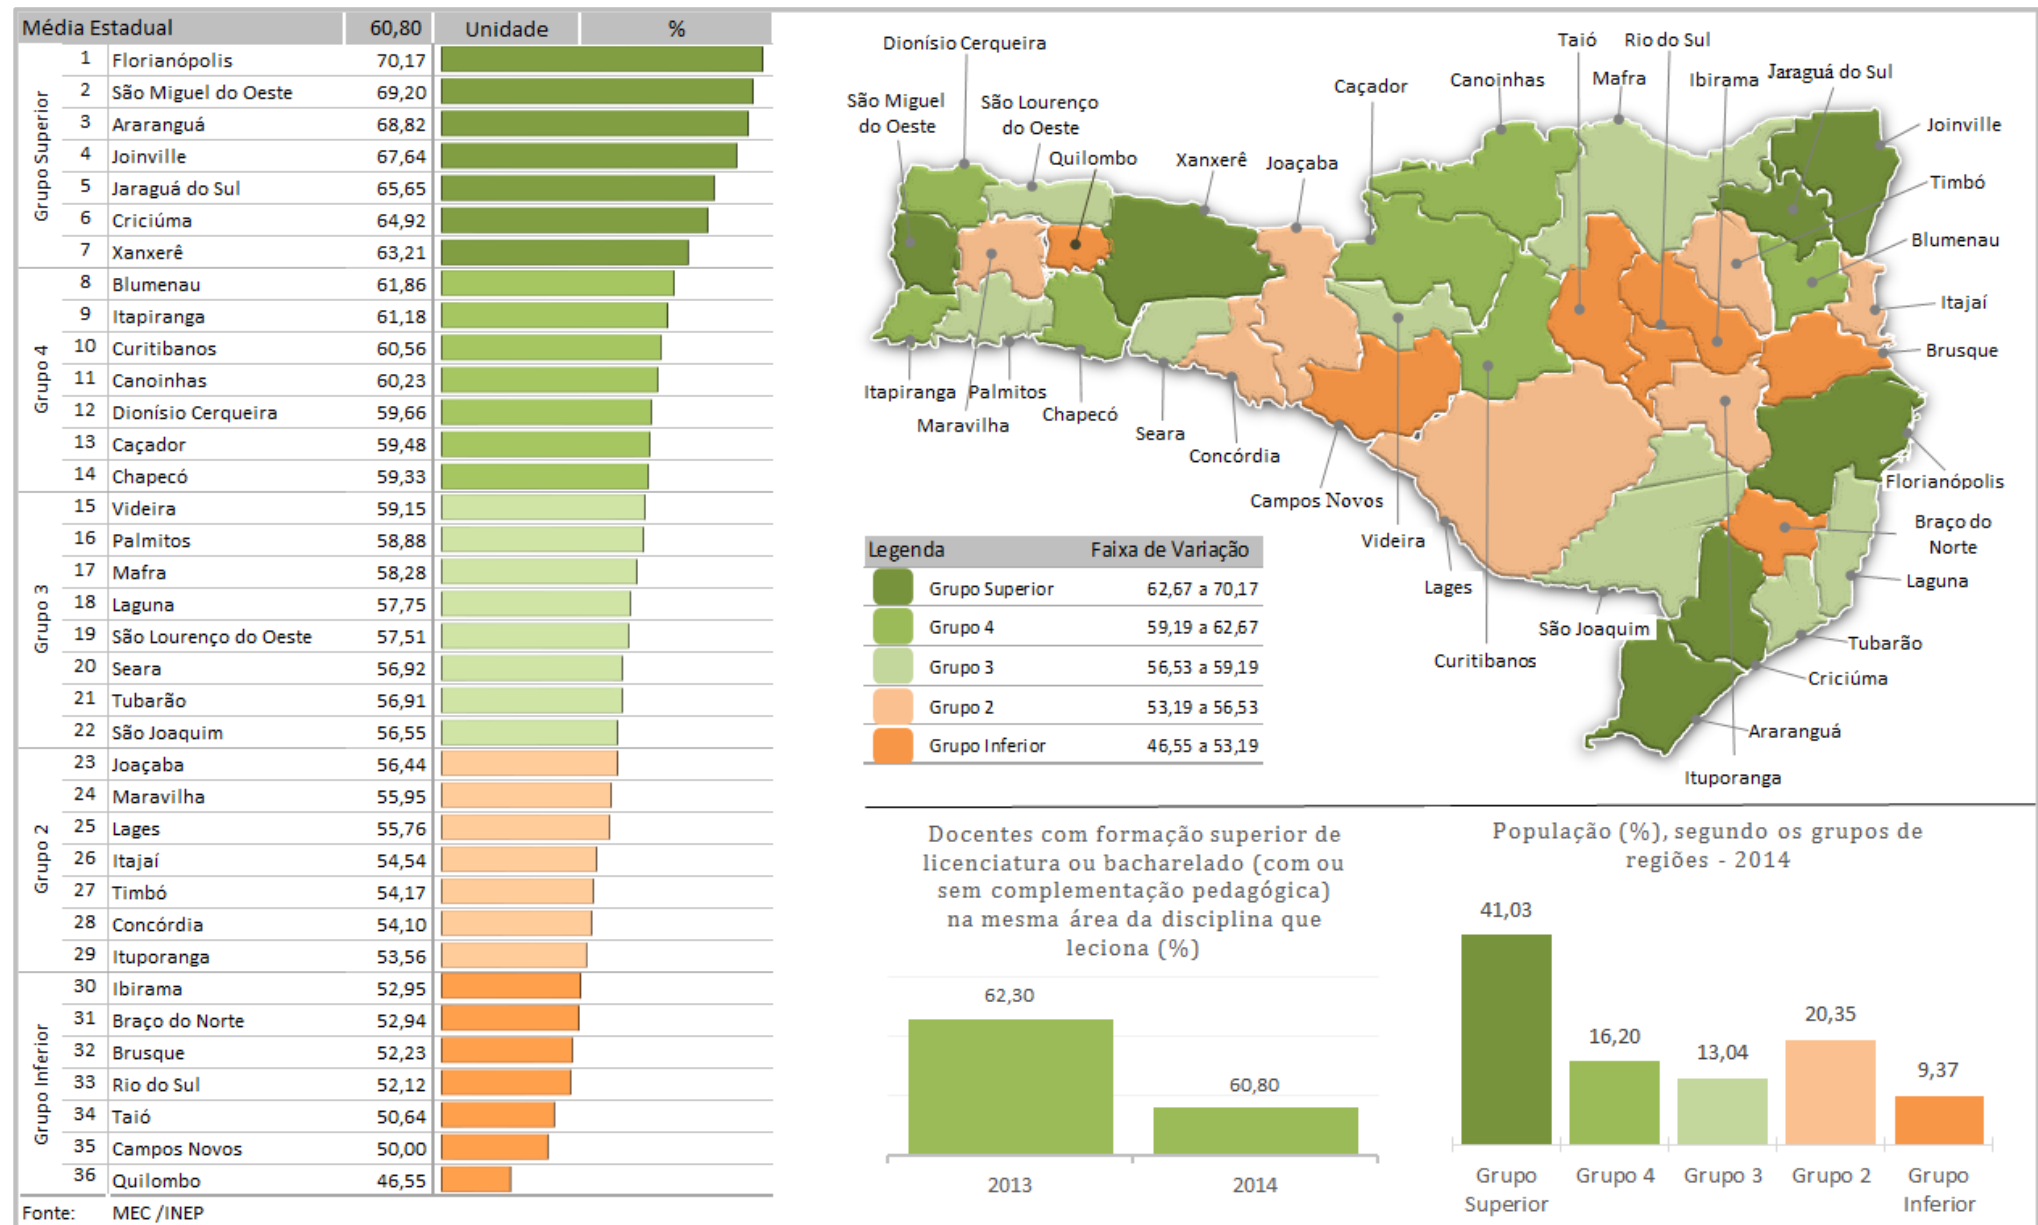 Média Estadual 60,80 Unidade %
Grupo Superior
1 Florianópolis 70,17
2 São Miguel do Oeste 69,20
3 Araranguá 68,82
4 Joinville 67,64
5 Jaraguá do Sul 65,65
6 Criciúma 64,92
7 Xanxerê 63,21
Grupo 4
8 Blumenau 61,86
9 Itapiranga 61,18
10 Curitibanos 60,56
11 Canoinhas 60,23
12 Dionísio Cerqueira 59,66
13 Caçador 59,48
14 Chapecó 59,33
Grupo 3
15 Videira 59,15
16 Palmitos 58,88
17 Mafra 58,28
18 Laguna 57,75
19 São Lourenço do Oeste 57,51
20 Seara 56,92
21 Tubarão 56,91
22 São Joaquim 56,55
Grupo 2
23 Joaçaba 56,44
24 Maravilha 55,95
25 Lages 55,76
26 Itajaí 54,54
27 Timbó 54,17
28 Concórdia 54,10
29 Ituporanga 53,56
Grupo Inferior
30 Ibirama 52,95
31 Braço do Norte 52,94
32 Brusque 52,23
33 Rio do Sul 52,12
34 Taió 50,64
35 Campos Novos 50,00
36 Quilombo 46,55
Fonte: MEC /INEP
Dionísio Cerqueira
São Miguel
do Oeste
São Lourenço
do Oeste
Quilombo
Xanxerê
Joaçaba
Caçador
Canoinhas
Taió
Rio do Sul
Mafra
Ibirama
Jaraguá do Sul
Joinville
Timbó
Blumenau
Itajaí
Brusque
Florianópolis
Braço do
Norte
Laguna
Tubarão
Criciúma
Araranguá
Ituporanga
Itapiranga
Palmitos
Maravilha
Chapecó
Seara
Concórdia
Campos Novos
Videira
Lages
São Joaquim
Curitibanos
Legenda Faixa de Variação
Grupo Superior 62,67 a 70,17
Grupo 4 59,19 a 62,67
Grupo 3 56,53 a 59,19
Grupo 2 53,19 a 56,53
Grupo Inferior 46,55 a 53,19
Docentes com formação superior de
licenciatura ou bacharelado (com ou
sem complementação pedagógica)
na mesma área da disciplina que
leciona (%)
62,30
60,80
2013 2014
População (%), segundo os grupos de
regiões - 2014
41,03
16,20
13,04
20,35
9,37
Grupo
Superior
Grupo 4
Grupo 3
Grupo 2
Grupo
Inferior